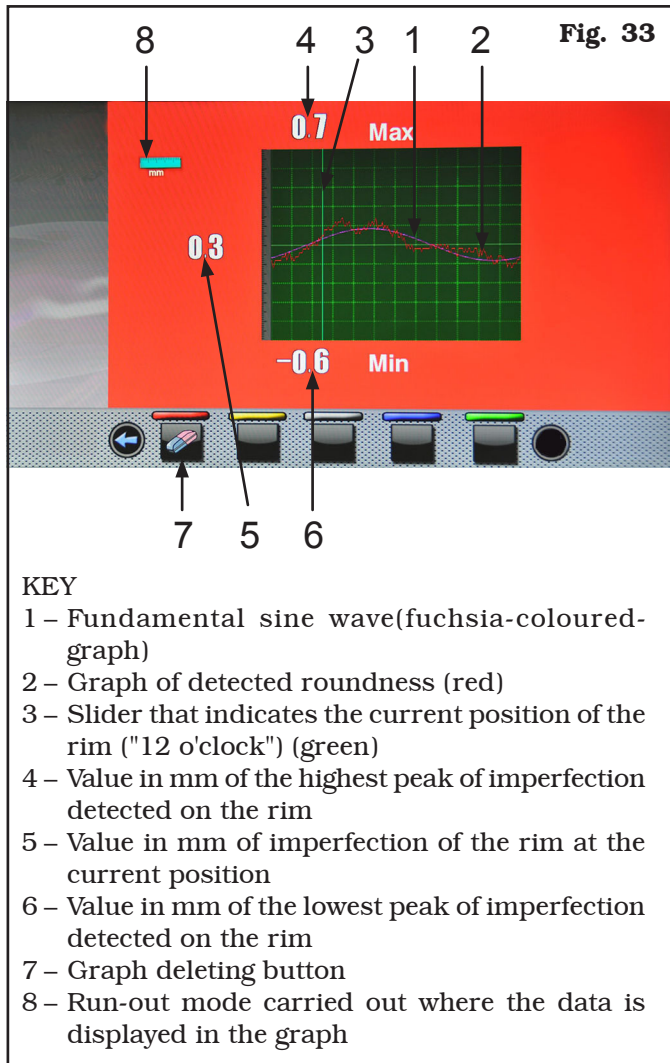 8 4 3 1 2 Fig. 33
0.7 Max
mm
0.3
-0.6 Min
7 5 6
KEY
1 – Fundamental sine wave(fuchsia-coloured-
graph)
2 – Graph of detected roundness (red)
3 – Slider that indicates the current position of the
rim ("12 o'clock") (green)
4 – Value in mm of the highest peak of imperfection
detected on the rim
5 – Value in mm of imperfection of the rim at the
current position
6 – Value in mm of the lowest peak of imperfection
detected on the rim
7 – Graph deleting button
8 – Run-out mode carried out where the data is
displayed in the graph